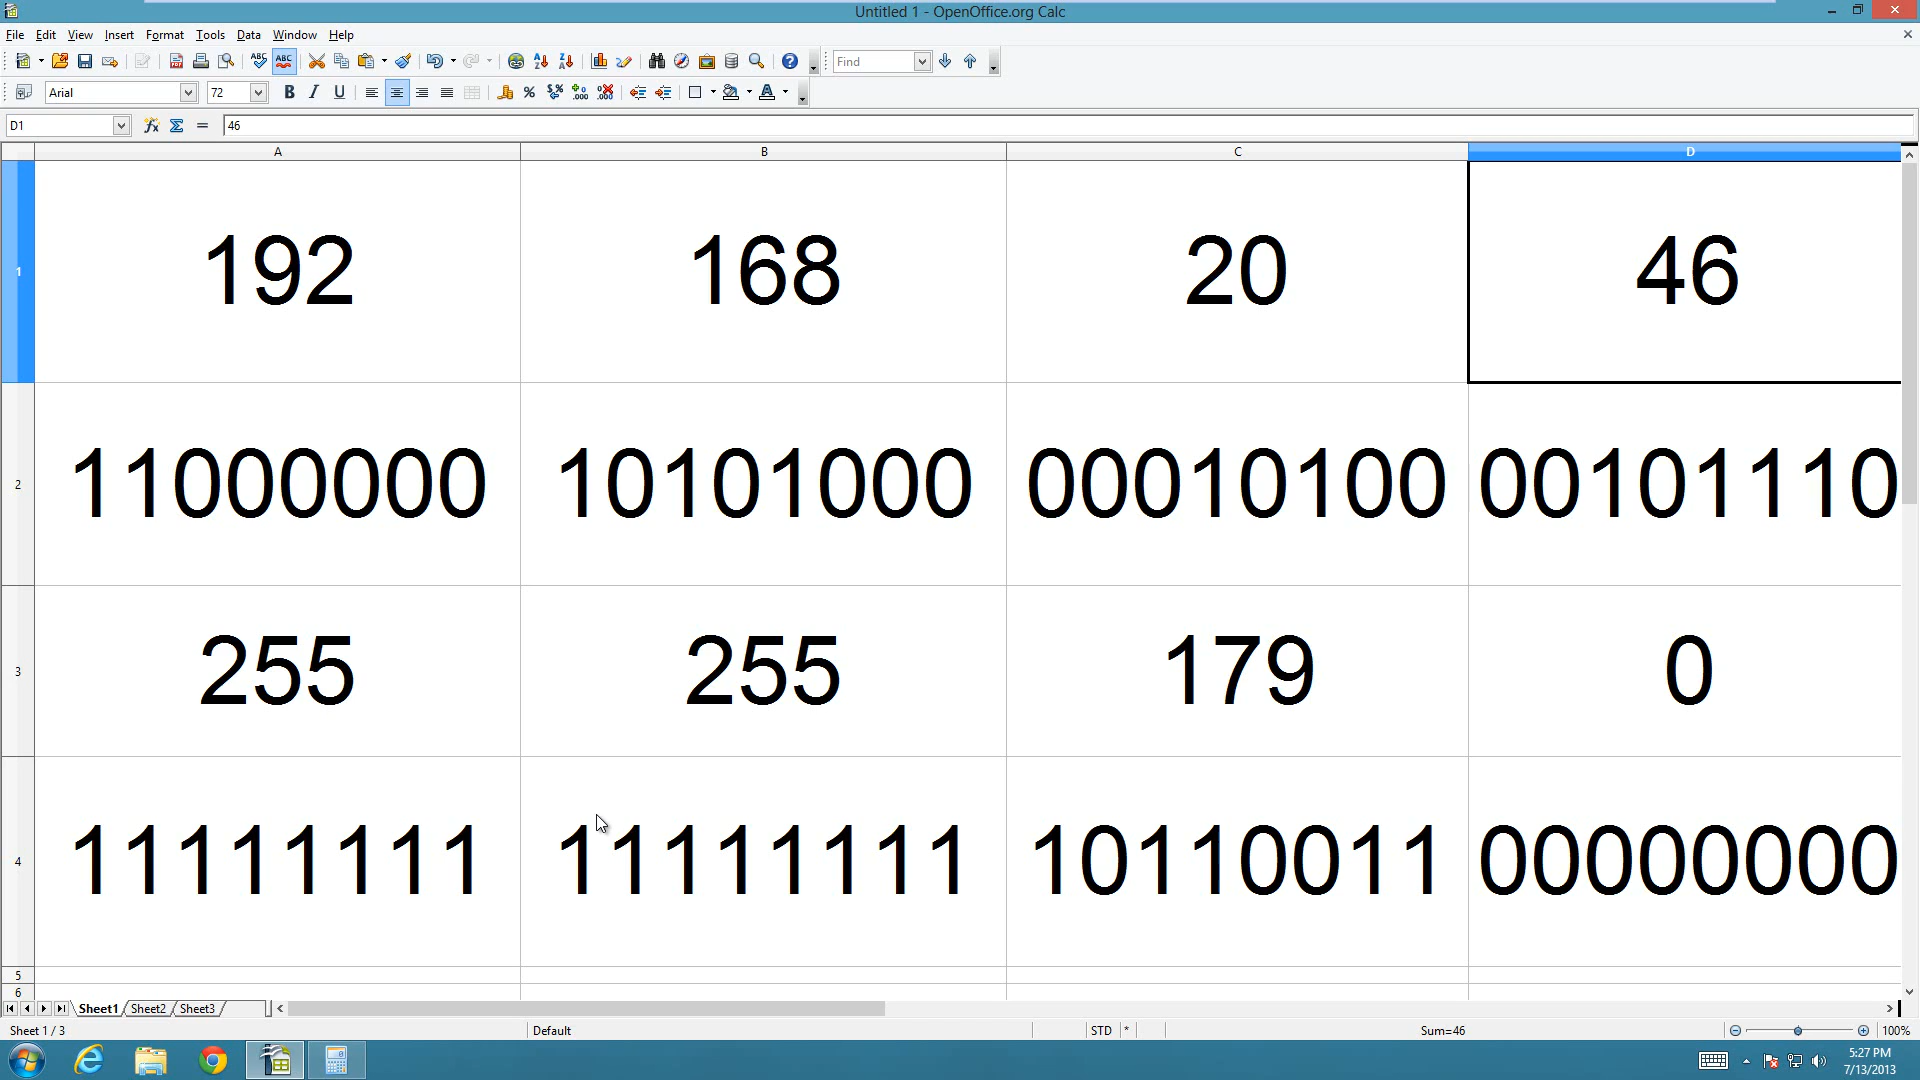 Untitled 1 - OpenOffice.org Calc
File Edit View Insert Format Tools Data Window Help
Find
Arial 72
D1 46
A B C D
1 192 168 20 46
2 11000000 10101000 00010100 00101110
3 255 255 179 0
4 11111111 11111111 10110011 00000000
5
6
Sheet1 Sheet2 Sheet3
Sheet 1 / 3 Default STD * Sum=46 100%
5:27 PM
7/13/2013